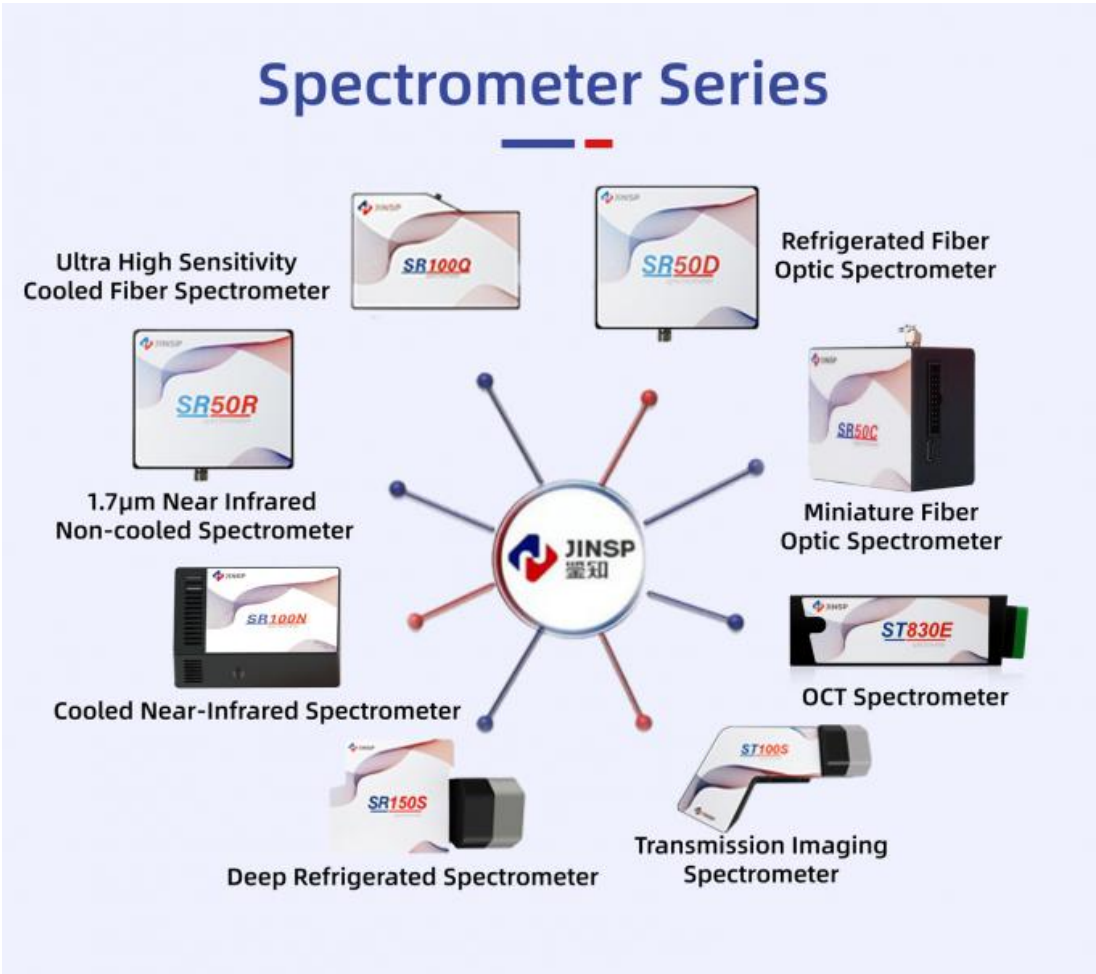 Spectrometer Series
JINSP
SR100Q
Ultra High Sensitivity
Cooled Fiber Spectrometer
JINSP
SR50D
Refrigerated Fiber
Optic Spectrometer
JINSP
SR50R
1.7μm Near Infrared
Non-cooled Spectrometer
JINSP
SR50C
Miniature Fiber
Optic Spectrometer
JINSP
鉴知
JINSP
SR100N
Cooled Near-Infrared Spectrometer
JINSP
ST830E
OCT Spectrometer
JINSP
SR150S
Deep Refrigerated Spectrometer
ST100S
JINSP
Transmission Imaging
Spectrometer